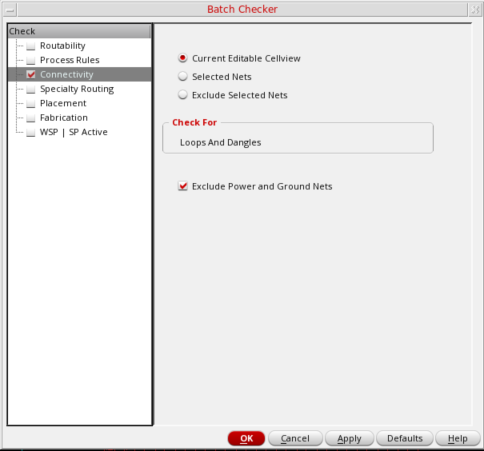 Batch Checker
Check
Routability
Process Rules
Connectivity
Specialty Routing
Placement
Fabrication
WSP | SP Active
Current Editable Cellview
Selected Nets
Exclude Selected Nets
Check For
Loops And Dangles
Exclude Power and Ground Nets
OK Cancel Apply Defaults Help